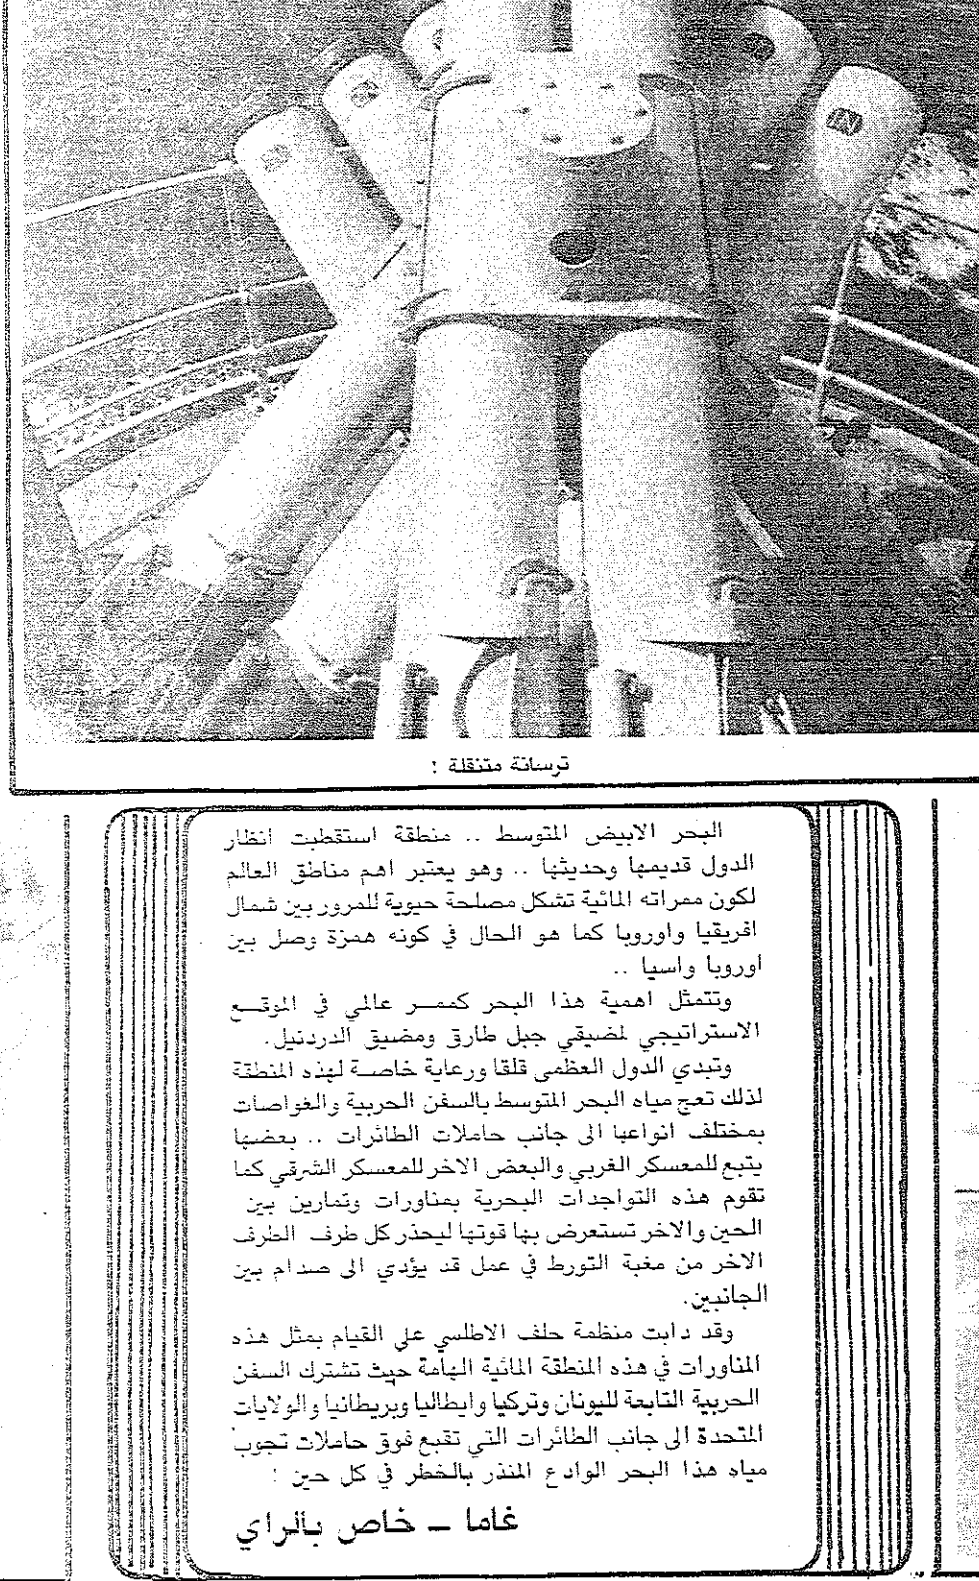 ترسانة متنقلة :
البحر الابيض المتوسط .. منطقة استقطبت انظار
الدول قديمها وحديثها .. وهو يعتبر اهم مناطق العالم
لكون ممراته المائية تشكل مصلحة حيوية للمرور بين شمال
افريقيا واوروبا كما هو الحال في كونه همزة وصل بين
اوروبا واسيا ..
وتتمثل اهمية هذا البحر كممر عالمي في الموقع
الاستراتيجي لمضيقي جبل طارق ومضيق الدردنيل.
وتبدي الدول العظمى قلقا ورعاية خاصة لهذه المنطقة
لذلك تعج مياه البحر المتوسط بالسفن الحربية والغواصات
بمختلف انواعها الى جانب حاملات الطائرات .. بعضها
يتبع للمعسكر الغربي والبعض الاخر للمعسكر الشرقي كما
تقوم هذه التواجدات البحرية بمناورات وتمارين بين
الحين والاخر تستعرض بها قوتها ليحذر كل طرف الطرف
الاخر من مغبة التورط في عمل قد يؤدي الى صدام بين
الجانبين.
وقد دابت منظمة حلف الاطلسي على القيام بمثل هذه
المناورات في هذه المنطقة المائية الهامة حيث تشترك السفن
الحربية التابعة لليونان وتركيا وايطاليا وبريطانيا والولايات
المتحدة الى جانب الطائرات التي تقبع فوق حاملات تجوب
مياه هذا البحر الوادع المنذر بالخطر في كل حين :
غاما – خاص بالراي